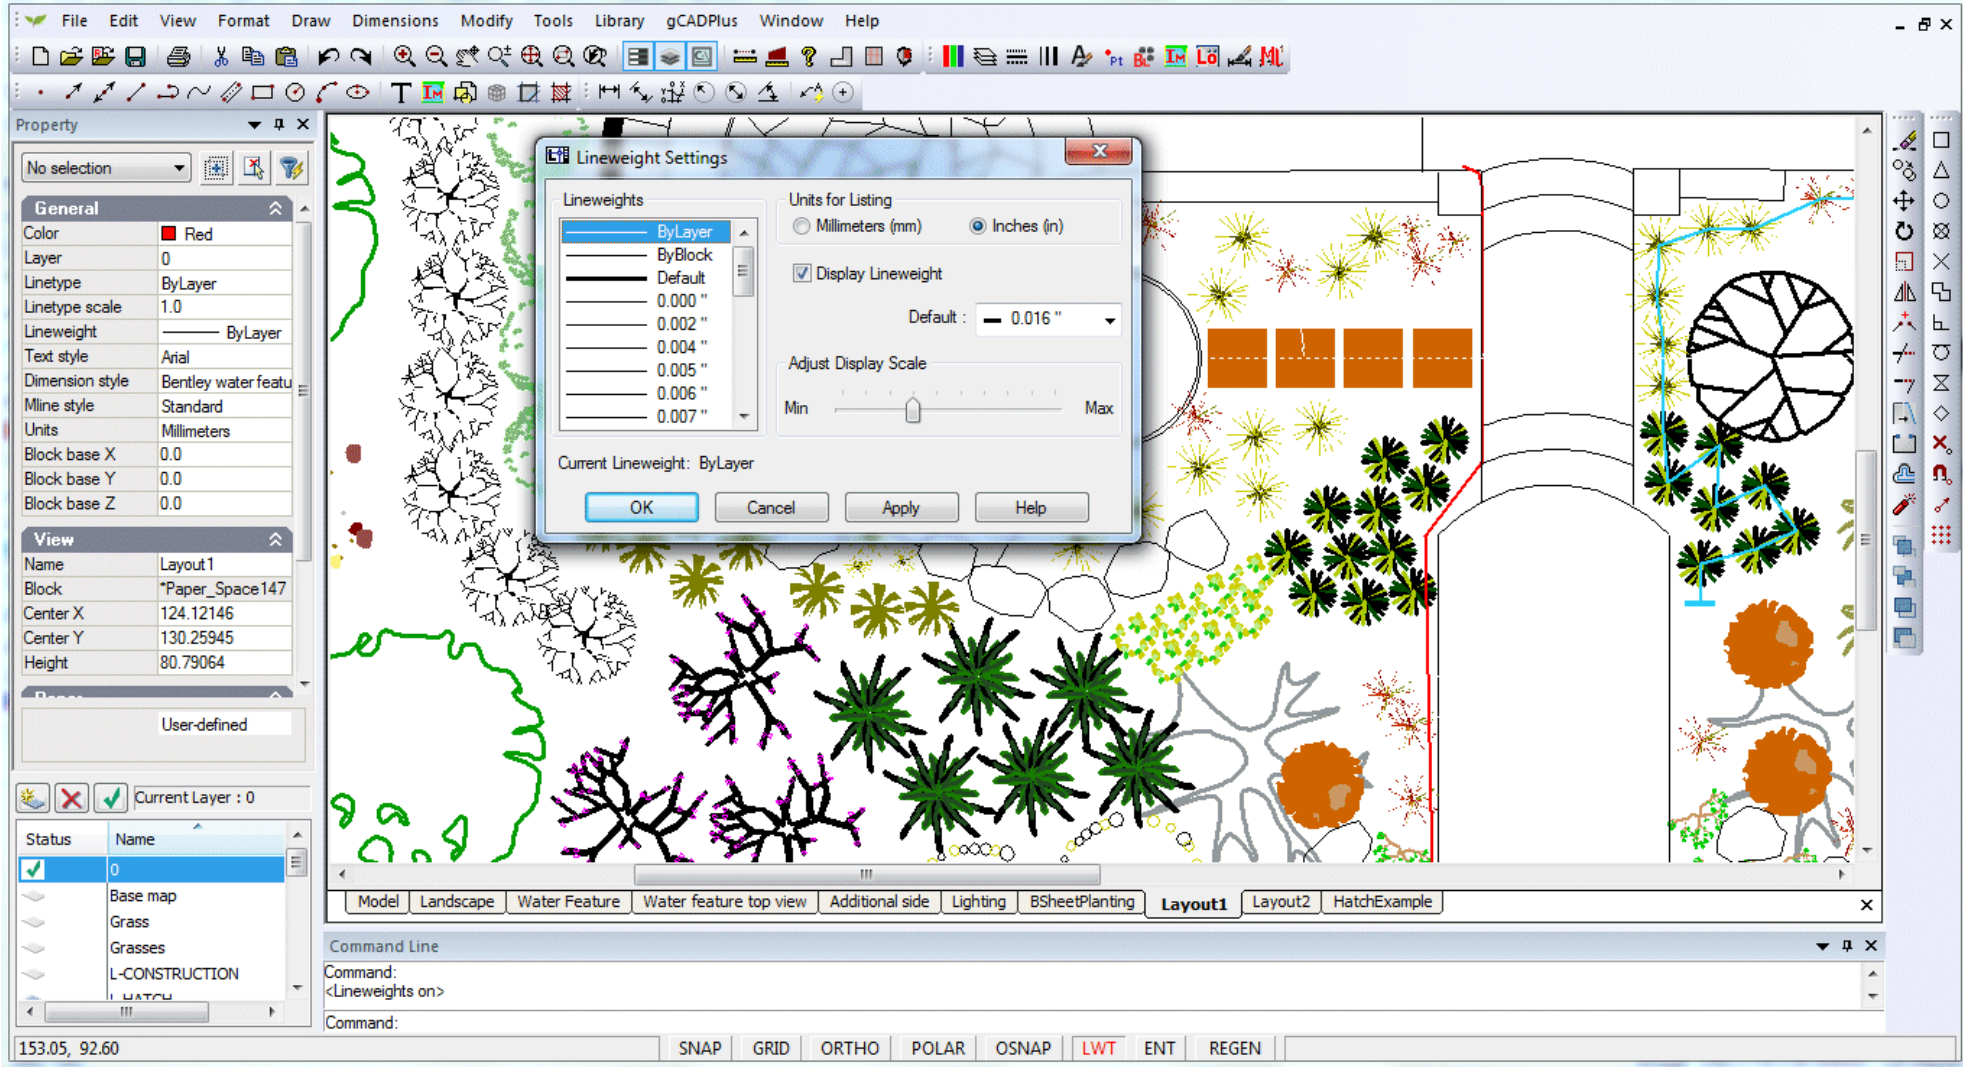 File Edit View Format Draw Dimensions Modify Tools Library gCADPlus Window Help
Property
No selection
General
Color Red
Layer 0
Linetype ByLayer
Linetype scale 1.0
Lineweight ByLayer
Text style Arial
Dimension style Bentley water featu
Mline style Standard
Units Millimeters
Block base X 0.0
Block base Y 0.0
Block base Z 0.0
View
Name Layout1
Block *Paper_Space147
Center X 124.12146
Center Y 130.25945
Height 80.79064
User-defined
Current Layer : 0
Status Name
0
Base map
Grass
Grasses
L-CONSTRUCTION
L-HATCH
Lineweight Settings
Lineweights
ByLayer
ByBlock
Default
0.000 "
0.002 "
0.004 "
0.005 "
0.006 "
0.007 "
Units for Listing
Millimeters (mm) Inches (in)
Display Lineweight
Default : 0.016 "
Adjust Display Scale
Min Max
Current Lineweight: ByLayer
OK Cancel Apply Help
Model Landscape Water Feature Water feature top view Additional side Lighting BSheetPlanting Layout1 Layout2 HatchExample
Command Line
Command:
<Lineweights on>
Command:
153.05, 92.60 SNAP GRID ORTHO POLAR OSNAP LWT ENT REGEN